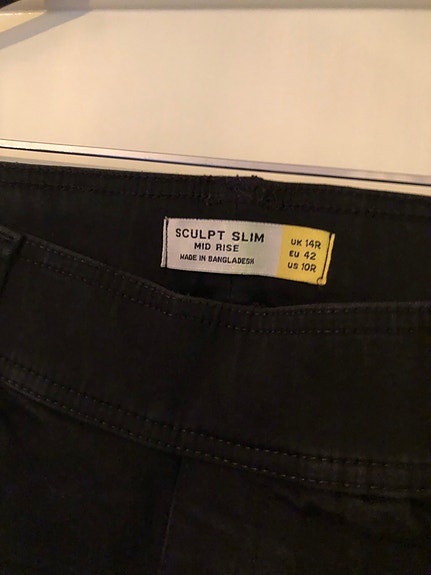 SCULPT SLIM
MID RISE
MADE IN BANGLADESH
UK 14R
EU 42
US 10R